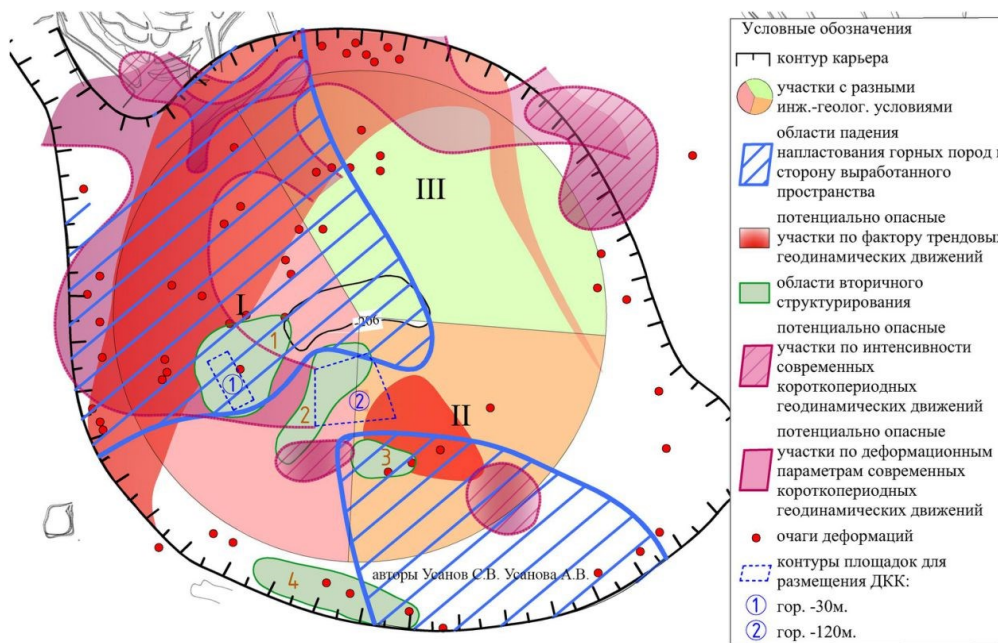 III
I
1
①
2
②
II
3
4
авторы Усанов С.В. Усанова А.В.
Условные обозначения
контур карьера
участки с разными
инж.-геолог. условиями
области падения
напластования горных пород в
сторону выработанного
пространства
потенциально опасные
участки по фактору трендовых
геодинамических движений
области вторичного
структурирования
потенциально опасные
участки по интенсивности
современных
короткопериодных
геодинамических движений
потенциально опасные
участки по деформационным
параметрам современных
короткопериодных
геодинамических движений
очаги деформаций
контуры площадок для
размещения ДКК:
① гор. -30м.
② гор. -120м.